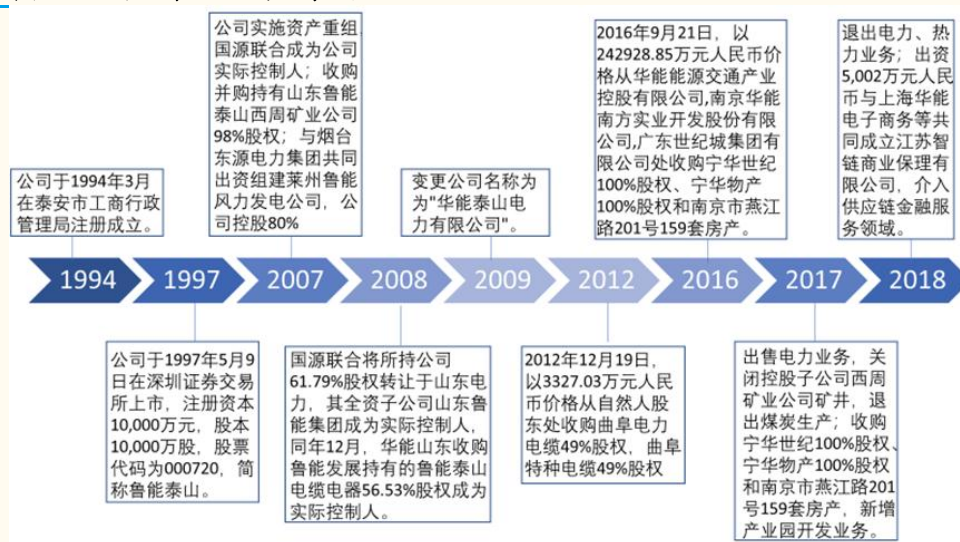 公司于1994年3月
在泰安市工商行政
管理局注册成立。
公司实施资产重组,
国源联合成为公司
实际控制人；收购
并购持有山东鲁能
泰山西周矿业公司
98%股权；与烟台
东源电力集团共同
出资组建莱州鲁能
风力发电公司，公
司控股80%
变更公司名称为
为"华能泰山电
力有限公司"。
2016年9月21日，以
242928.85万元人民币价
格从华能能源交通产业
控股有限公司,南京华能
南方实业开发股份有限
公司,广东世纪城集团有
限公司处收购宁华世纪
100%股权、宁华物产
100%股权和南京市燕江
路201号159套房产。
退出电力、热
力业务；出资
5,002万元人民
币与上海华能
电子商务等共
同成立江苏智
链商业保理有
限公司，介入
供应链金融服
务领域。
1994 1997 2007 2008 2009 2012 2016 2017 2018
公司于1997年5月9
日在深圳证券交易
所上市，注册资本
10,000万元，股本
10,000万股，股票
代码为000720，简
称鲁能泰山。
国源联合将所持公司
61.79%股权转让于山东电
力，其全资子公司山东鲁
能集团成为实际控制人，
同年12月，华能山东收购
鲁能发展持有的鲁能泰山
电缆电器56.53%股权成为
实际控制人。
2012年12月19日，
以3327.03万元人民
币价格从自然人股
东处收购曲阜电力
电缆49%股权，曲阜
特种电缆49%股权
出售电力业务，关
闭控股子公司西周
矿业公司矿井，退
出煤炭生产；收购
宁华世纪100%股权、
宁华物产100%股权
和南京市燕江路201
号159套房产，新增
产业园开发业务。